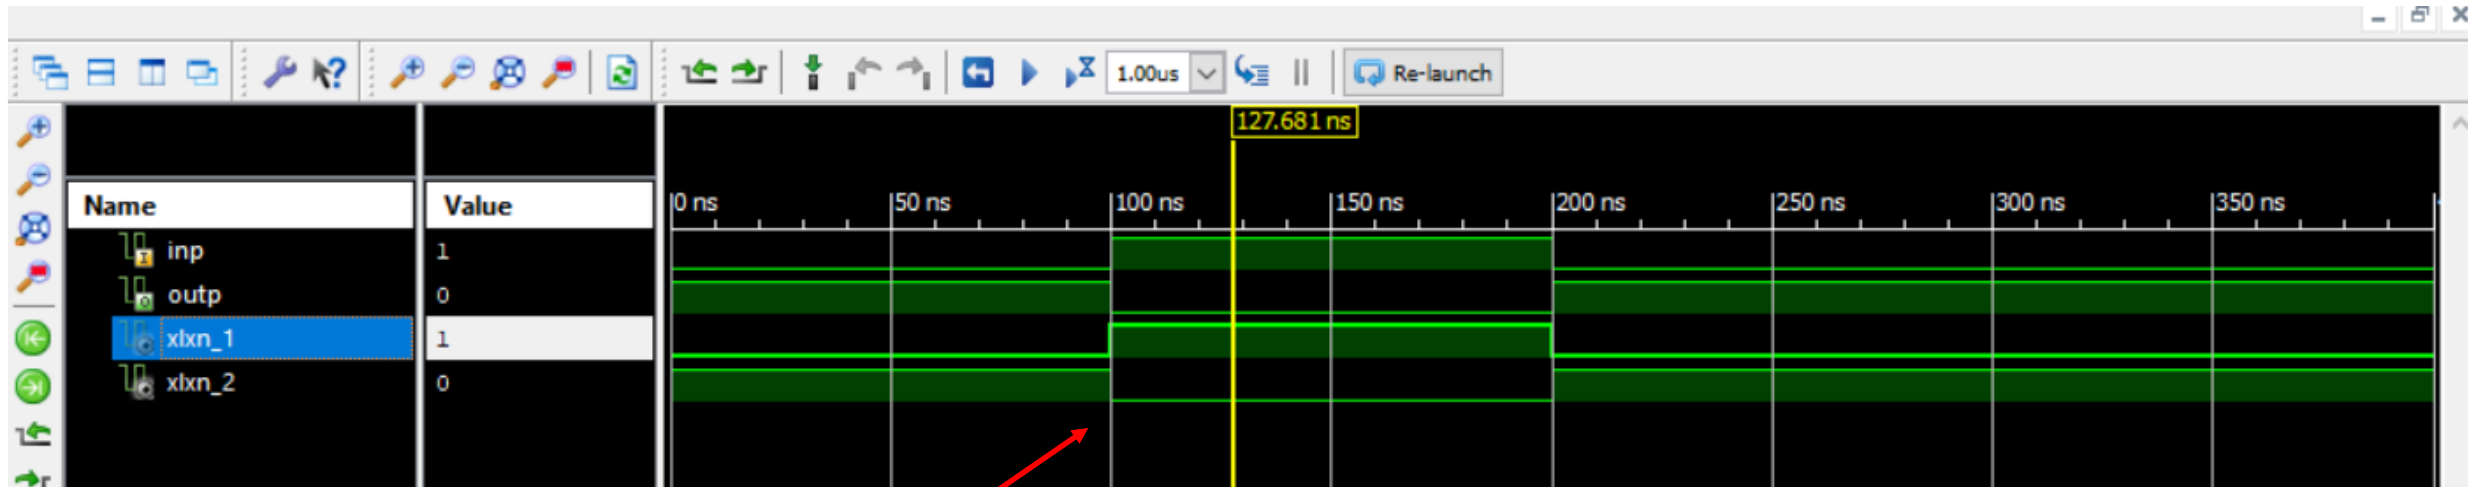 1.00us
Re-launch
127.681 ns
Name
Value
0 ns
50 ns
100 ns
150 ns
200 ns
250 ns
300 ns
350 ns
inp
1
outp
0
xlxn_1
1
xlxn_2
0